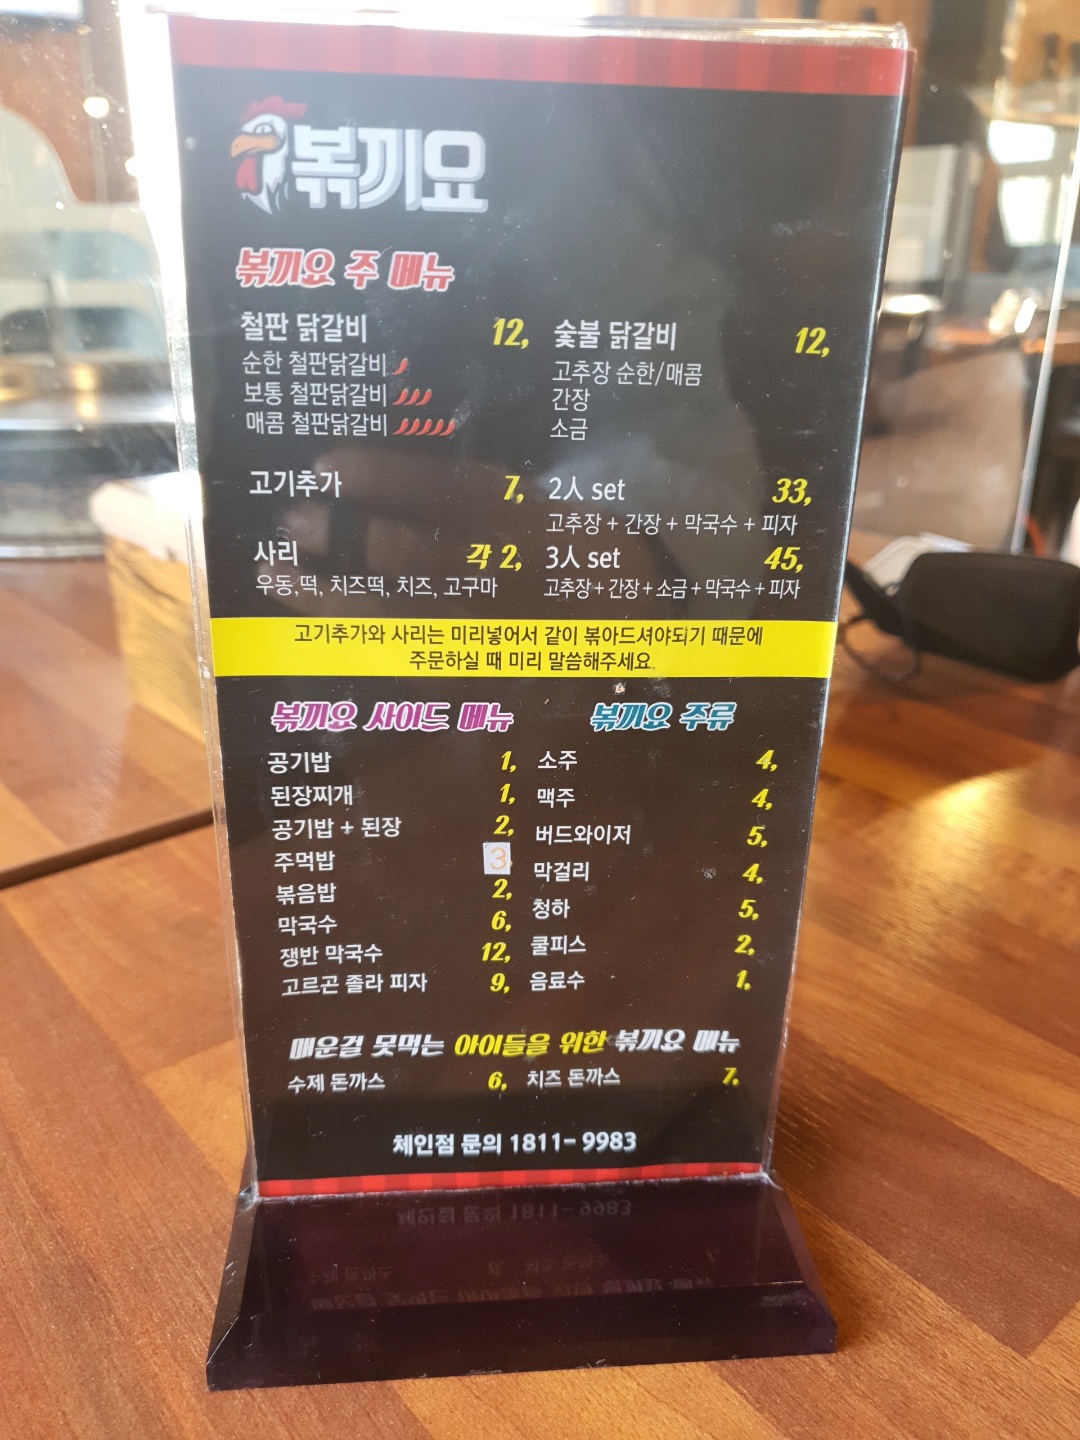 볶끼요
볶끼요 주 메뉴
철판 닭갈비 12,
순한 철판닭갈비
보통 철판닭갈비
매콤 철판닭갈비
숯불 닭갈비 12,
고추장 순한/매콤
간장
소금
고기추가 7,
2人 set 33,
고추장 + 간장 + 막국수 + 피자
사리 각 2,
우동,떡, 치즈떡, 치즈, 고구마
3人 set 45,
고추장+간장+소금+막국수+피자
고기추가와 사리는 미리넣어서 같이 볶아드셔야되기 때문에
주문하실 때 미리 말씀해주세요.
볶끼요 사이드 메뉴
공기밥 1,
된장찌개 1,
공기밥 + 된장 2,
주먹밥 3
볶음밥 2,
막국수 6,
쟁반 막국수 12,
고르곤 졸라 피자 9,
볶끼요 주류
소주 4,
맥주 4,
버드와이저 5,
막걸리 4,
청하 5,
쿨피스 2,
음료수 1,
매운걸 못먹는 아이들을 위한 볶끼요 메뉴
수제 돈까스 6, 치즈 돈까스 7,
체인점 문의 1811-9983